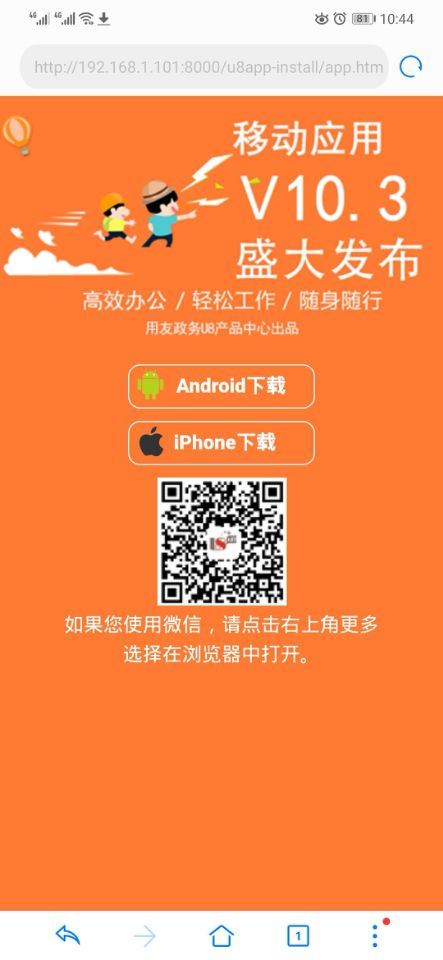 4G 4G 81 10:44
http://192.168.1.101:8000/u8app-install/app.htm
移动应用
V10.3
盛大发布
高效办公 / 轻松工作 / 随身随行
用友政务U8产品中心出品
Android下载
iPhone下载
如果您使用微信，请点击右上角更多
选择在浏览器中打开。
1